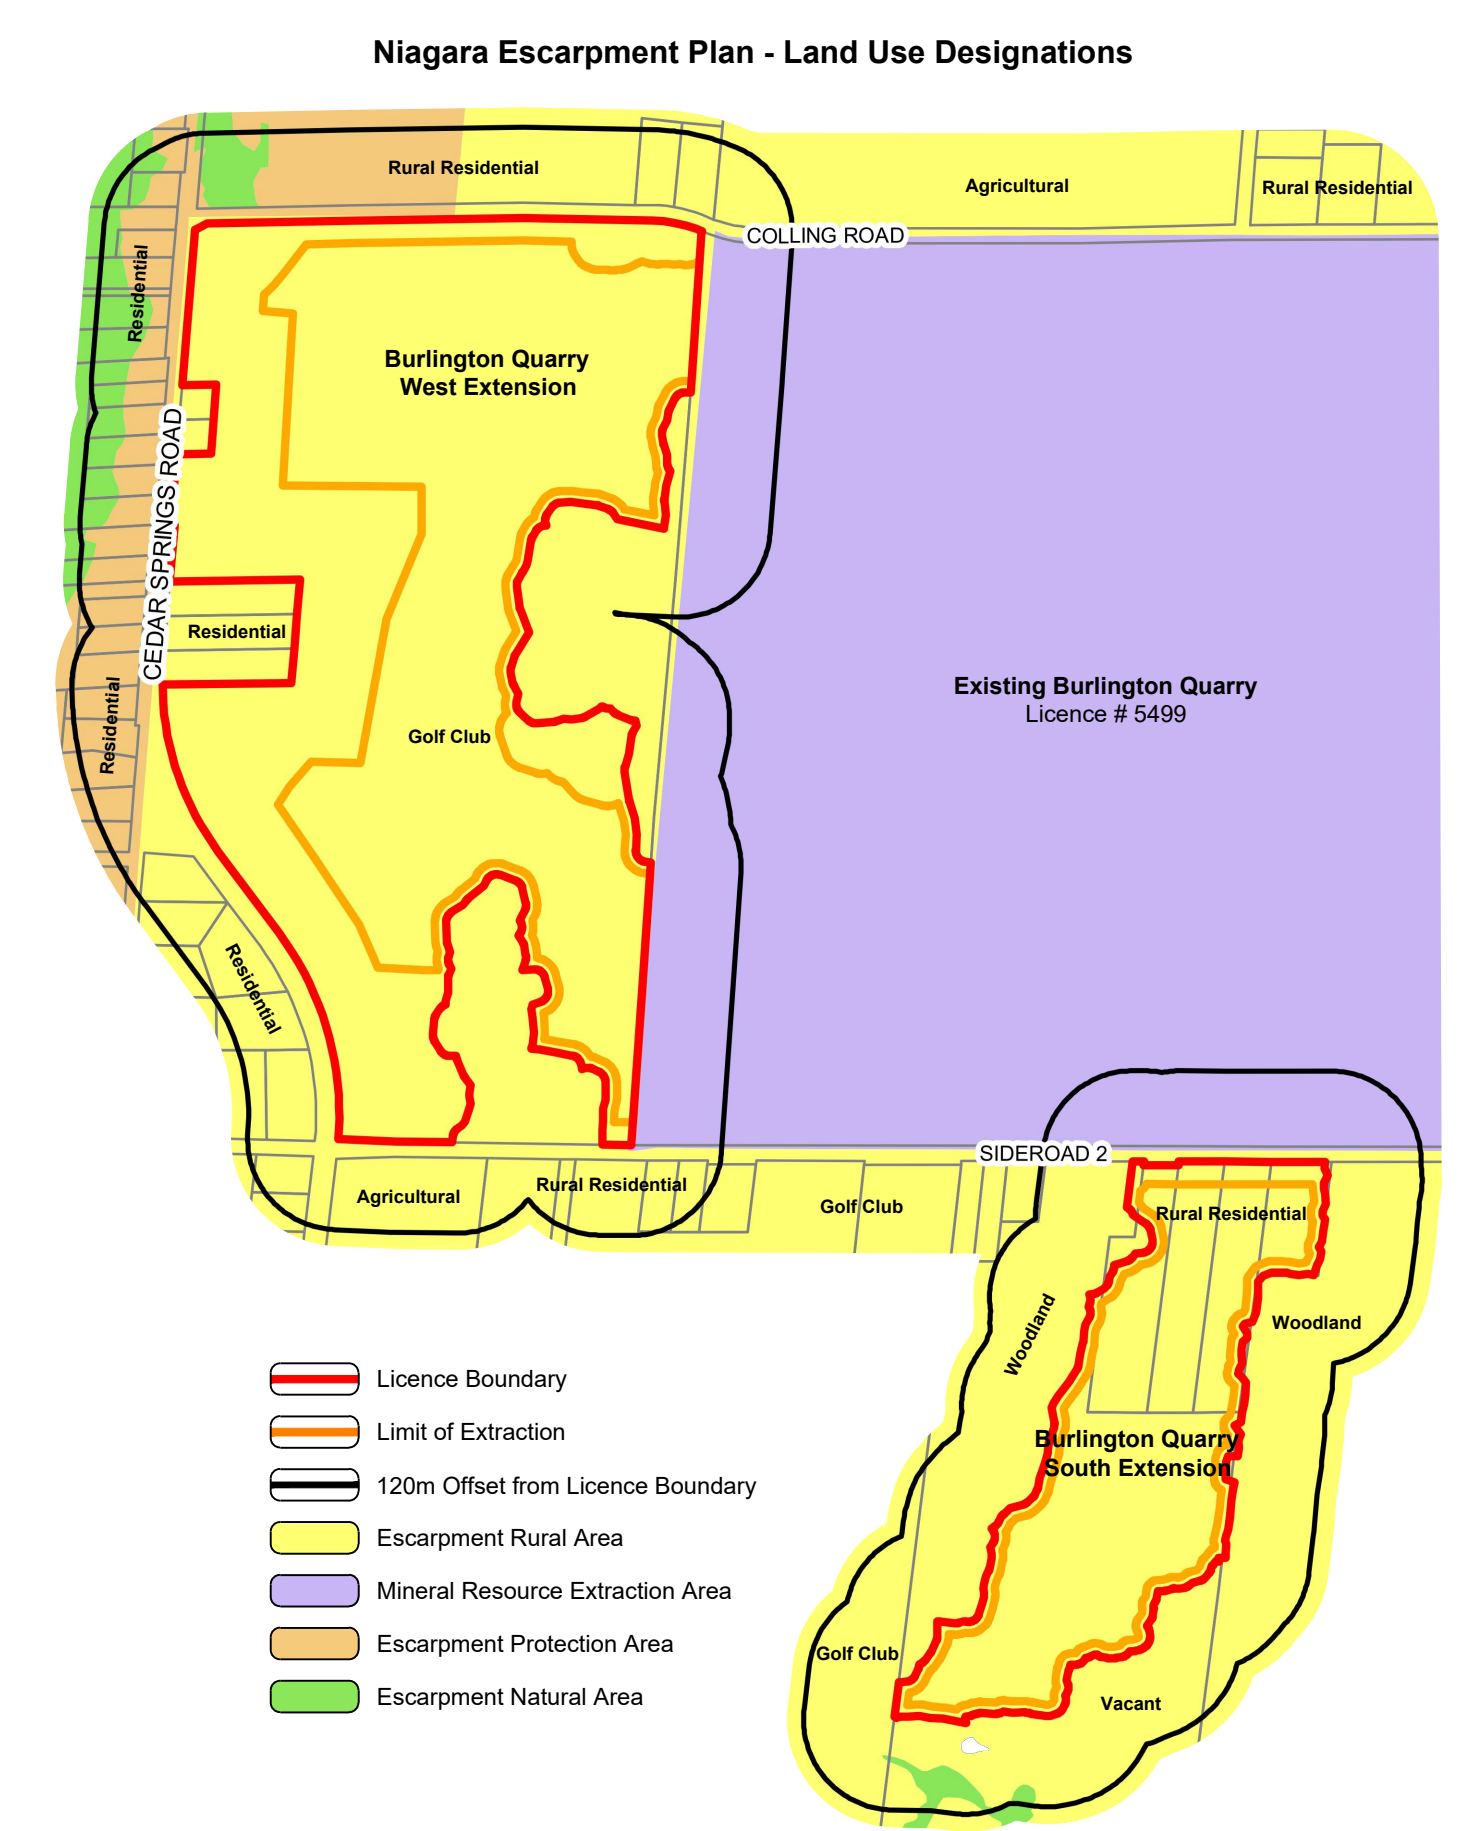 Niagara Escarpment Plan - Land Use Designations
Rural Residential
Agricultural
Rural Residential
COLLING ROAD
Residential
Burlington Quarry
West Extension
CEDAR SPRINGS ROAD
Residential
Residential
Golf Club
Existing Burlington Quarry
Licence # 5499
Residential
SIDEROAD 2
Agricultural
Rural Residential
Golf Club
Rural Residential
Woodland
Woodland
Burlington Quarry
South Extension
Golf Club
Vacant
Licence Boundary
Limit of Extraction
120m Offset from Licence Boundary
Escarpment Rural Area
Mineral Resource Extraction Area
Escarpment Protection Area
Escarpment Natural Area